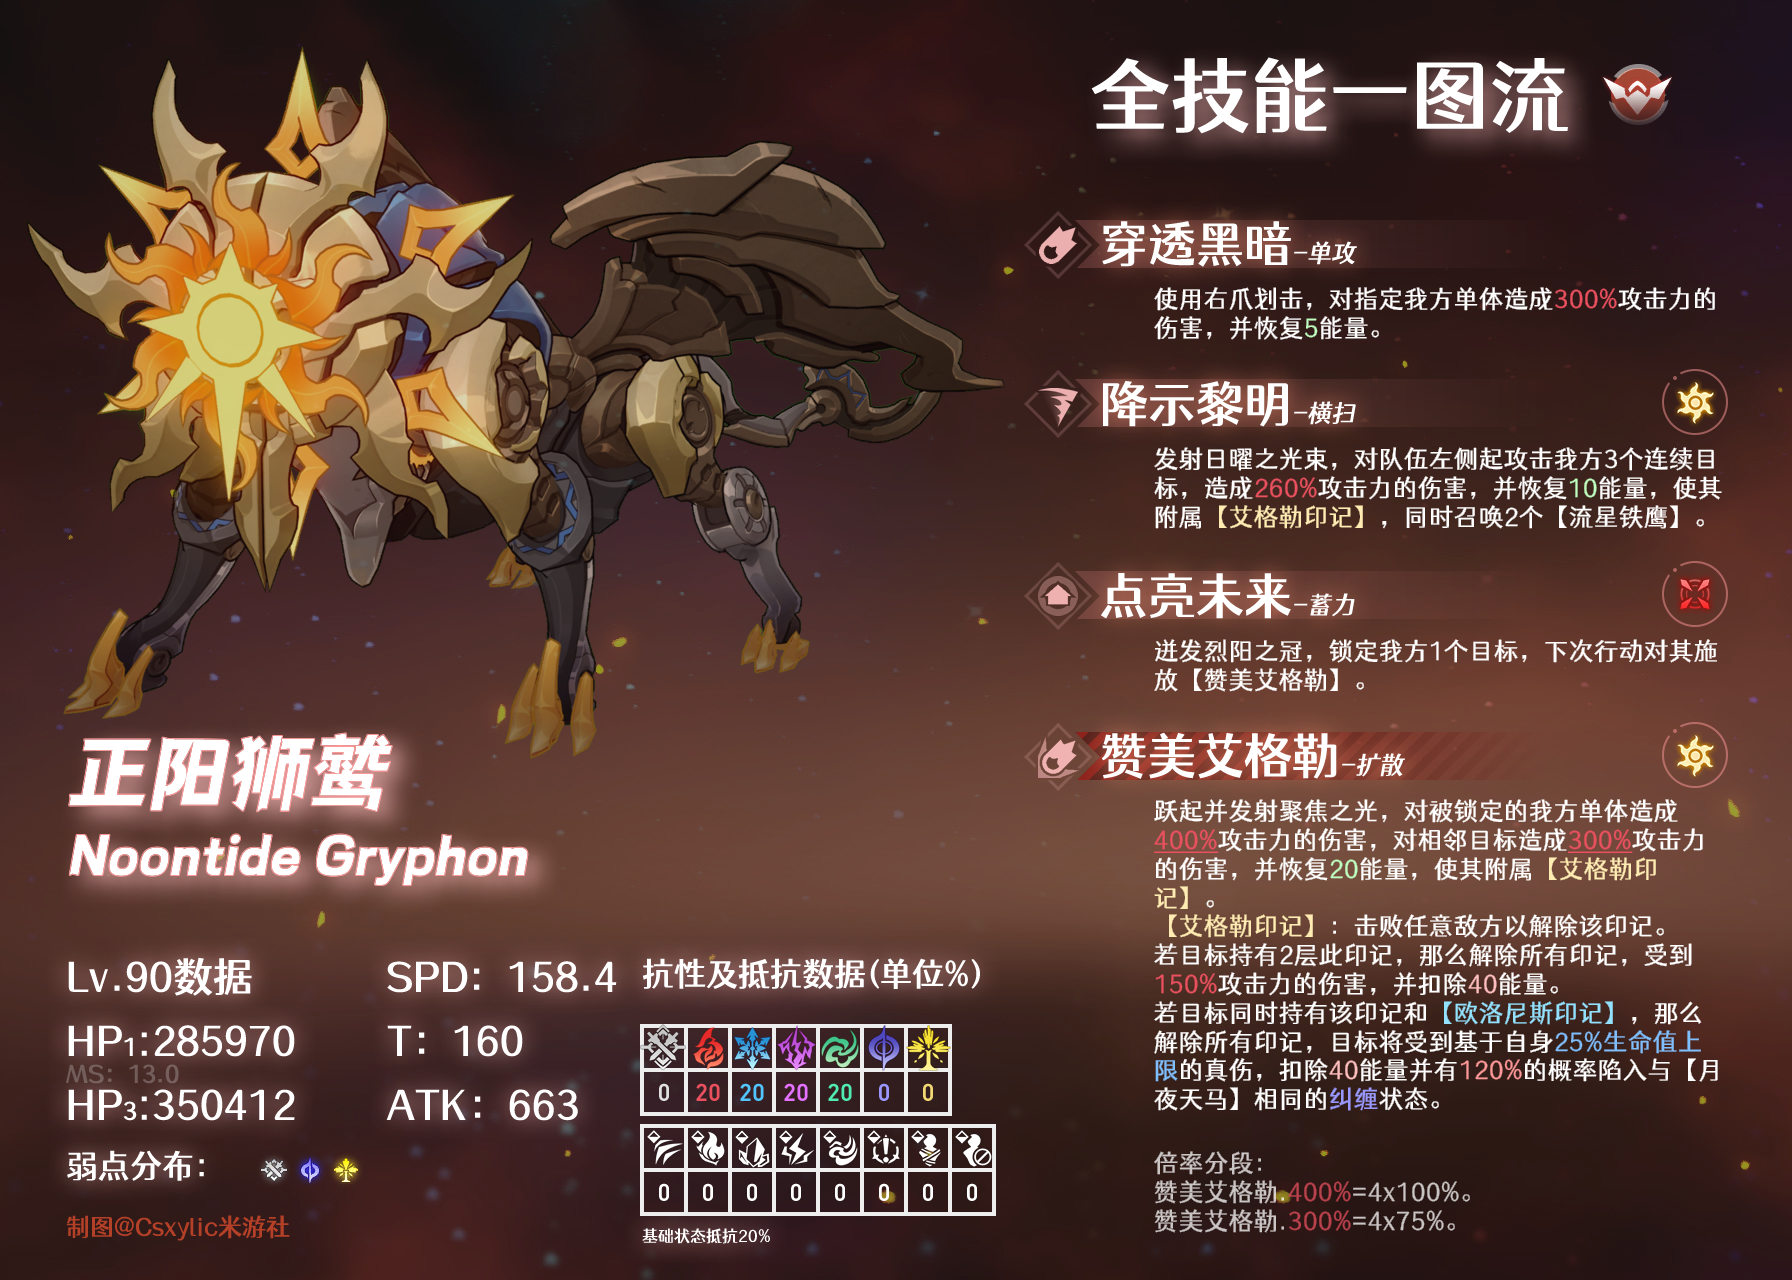 全技能一图流
穿透黑暗-单攻
使用右爪划击，对指定我方单体造成300%攻击力的
伤害，并恢复5能量。
降示黎明-横扫
发射日曜之光束，对队伍左侧起攻击我方3个连续目
标，造成260%攻击力的伤害，并恢复10能量，使其
附属【艾格勒印记】，同时召唤2个【流星铁鹰】。
点亮未来-蓄力
迸发烈阳之冠，锁定我方1个目标，下次行动对其施
放【赞美艾格勒】。
赞美艾格勒-扩散
跃起并发射聚焦之光，对被锁定的我方单体造成
400%攻击力的伤害，对相邻目标造成300%攻击力
的伤害，并恢复20能量，使其附属【艾格勒印
记】。
【艾格勒印记】：击败任意敌方以解除该印记。
若目标持有2层此印记，那么解除所有印记，受到
150%攻击力的伤害，并扣除40能量。
若目标同时持有该印记和【欧洛尼斯印记】，那么
解除所有印记，目标将受到基于自身25%生命值上
限的真伤，扣除40能量并有120%的概率陷入与【月
夜天马】相同的纠缠状态。
倍率分段：
赞美艾格勒.400%=4x100%。
赞美艾格勒.300%=4x75%。
正阳狮鹫
Noontide Gryphon
Lv.90数据
SPD：158.4
HP1:285970
T：160
MS：13.0
HP3:350412
ATK：663
弱点分布：
抗性及抵抗数据(单位%)
0 20 20 20 20 0 0
0 0 0 0 0 0 0 0
基础状态抵抗20%
制图@Csxylic米游社